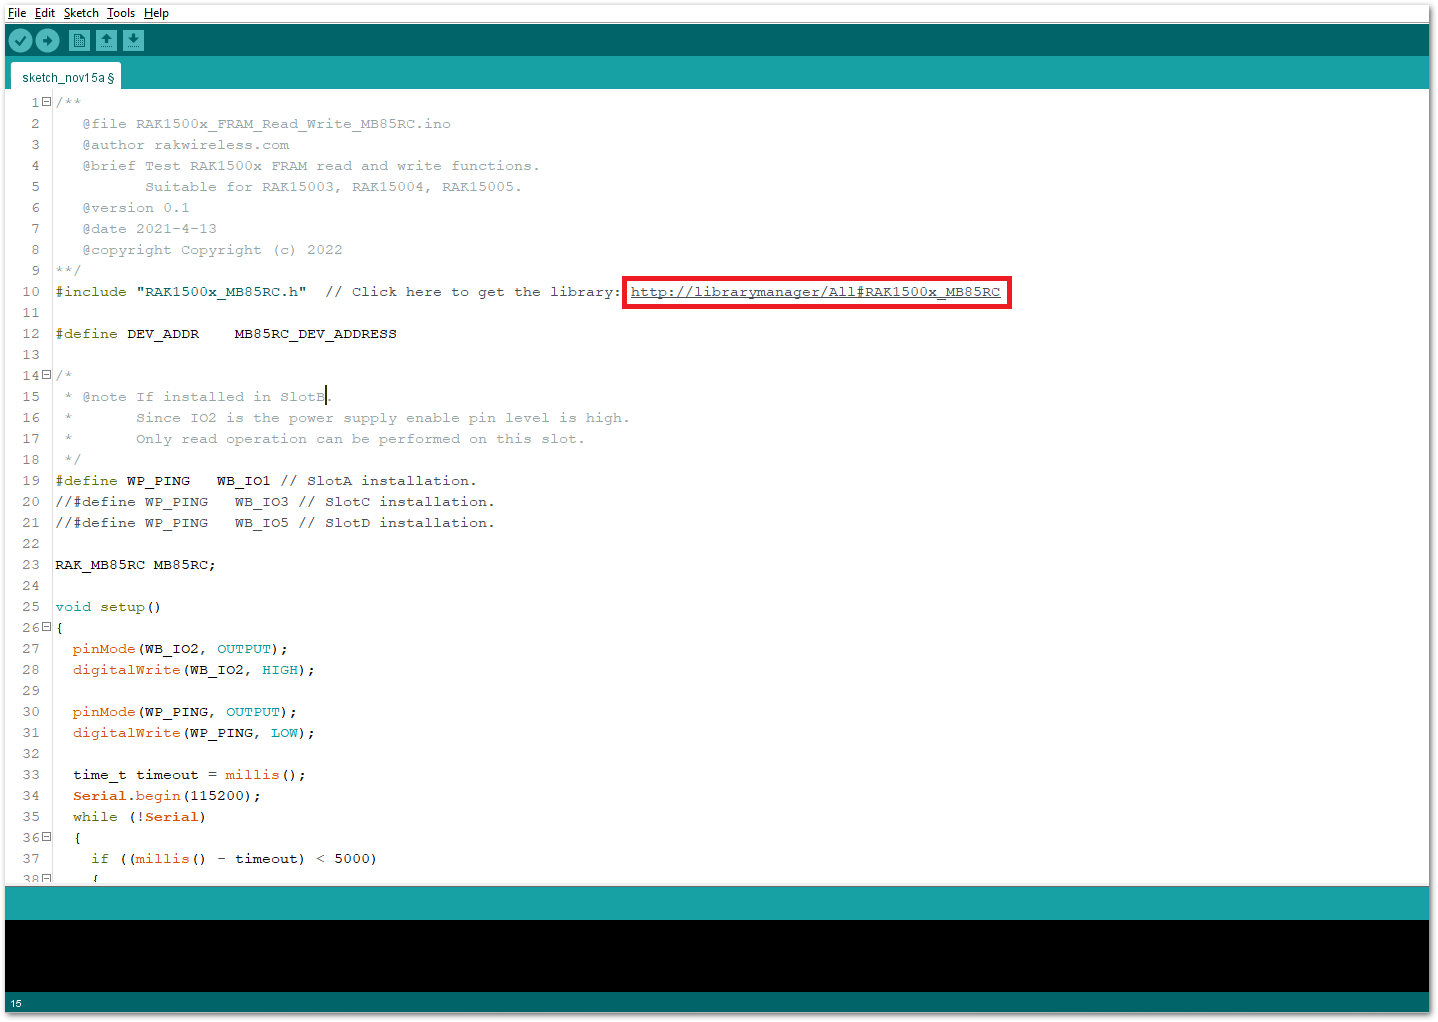 File Edit Sketch Tools Help
sketch_nov15a §
1 /**
2    @file RAK1500x_FRAM_Read_Write_MB85RC.ino
3    @author rakwireless.com
4    @brief Test RAK1500x FRAM read and write functions.
5           Suitable for RAK15003, RAK15004, RAK15005.
6    @version 0.1
7    @date 2021-4-13
8    @copyright Copyright (c) 2022
9 **/
10 #include "RAK1500x_MB85RC.h"  // Click here to get the library: http://librarymanager/All#RAK1500x_MB85RC
11
12 #define DEV_ADDR    MB85RC_DEV_ADDRESS
13
14 /*
15  * @note If installed in SlotB.
16  *       Since IO2 is the power supply enable pin level is high.
17  *       Only read operation can be performed on this slot.
18  */
19 #define WP_PING   WB_IO1 // SlotA installation.
20 //#define WP_PING   WB_IO3 // SlotC installation.
21 //#define WP_PING   WB_IO5 // SlotD installation.
22
23 RAK_MB85RC MB85RC;
24
25 void setup()
26 {
27   pinMode(WB_IO2, OUTPUT);
28   digitalWrite(WB_IO2, HIGH);
29
30   pinMode(WP_PING, OUTPUT);
31   digitalWrite(WP_PING, LOW);
32
33   time_t timeout = millis();
34   Serial.begin(115200);
35   while (!Serial)
36   {
37     if ((millis() - timeout) < 5000)
38     {
15